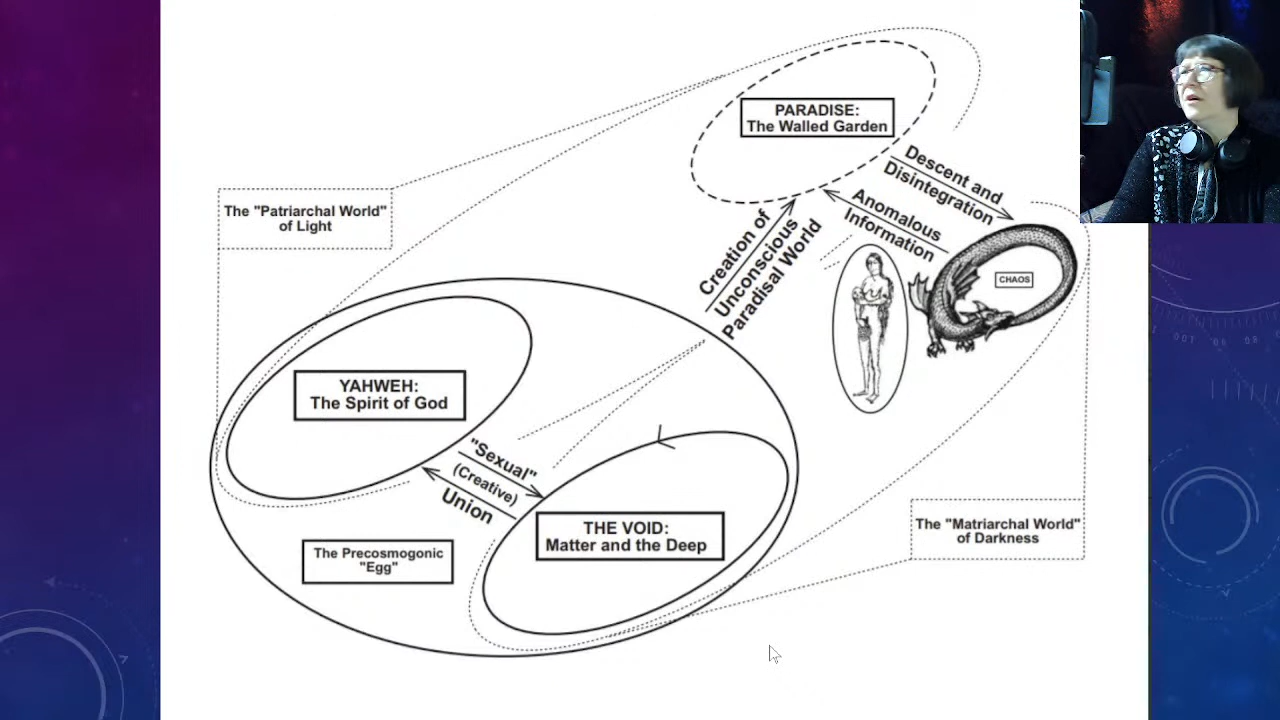 PARADISE:
The Walled Garden
Descent and
Disintegration
Anomalous
Information
CHAOS
Creation of
Unconscious
Paradisal World
The "Patriarchal World"
of Light
YAHWEH:
The Spirit of God
"Sexual"
(Creative)
Union
THE VOID:
Matter and the Deep
The Precosmogonic
"Egg"
The "Matriarchal World"
of Darkness